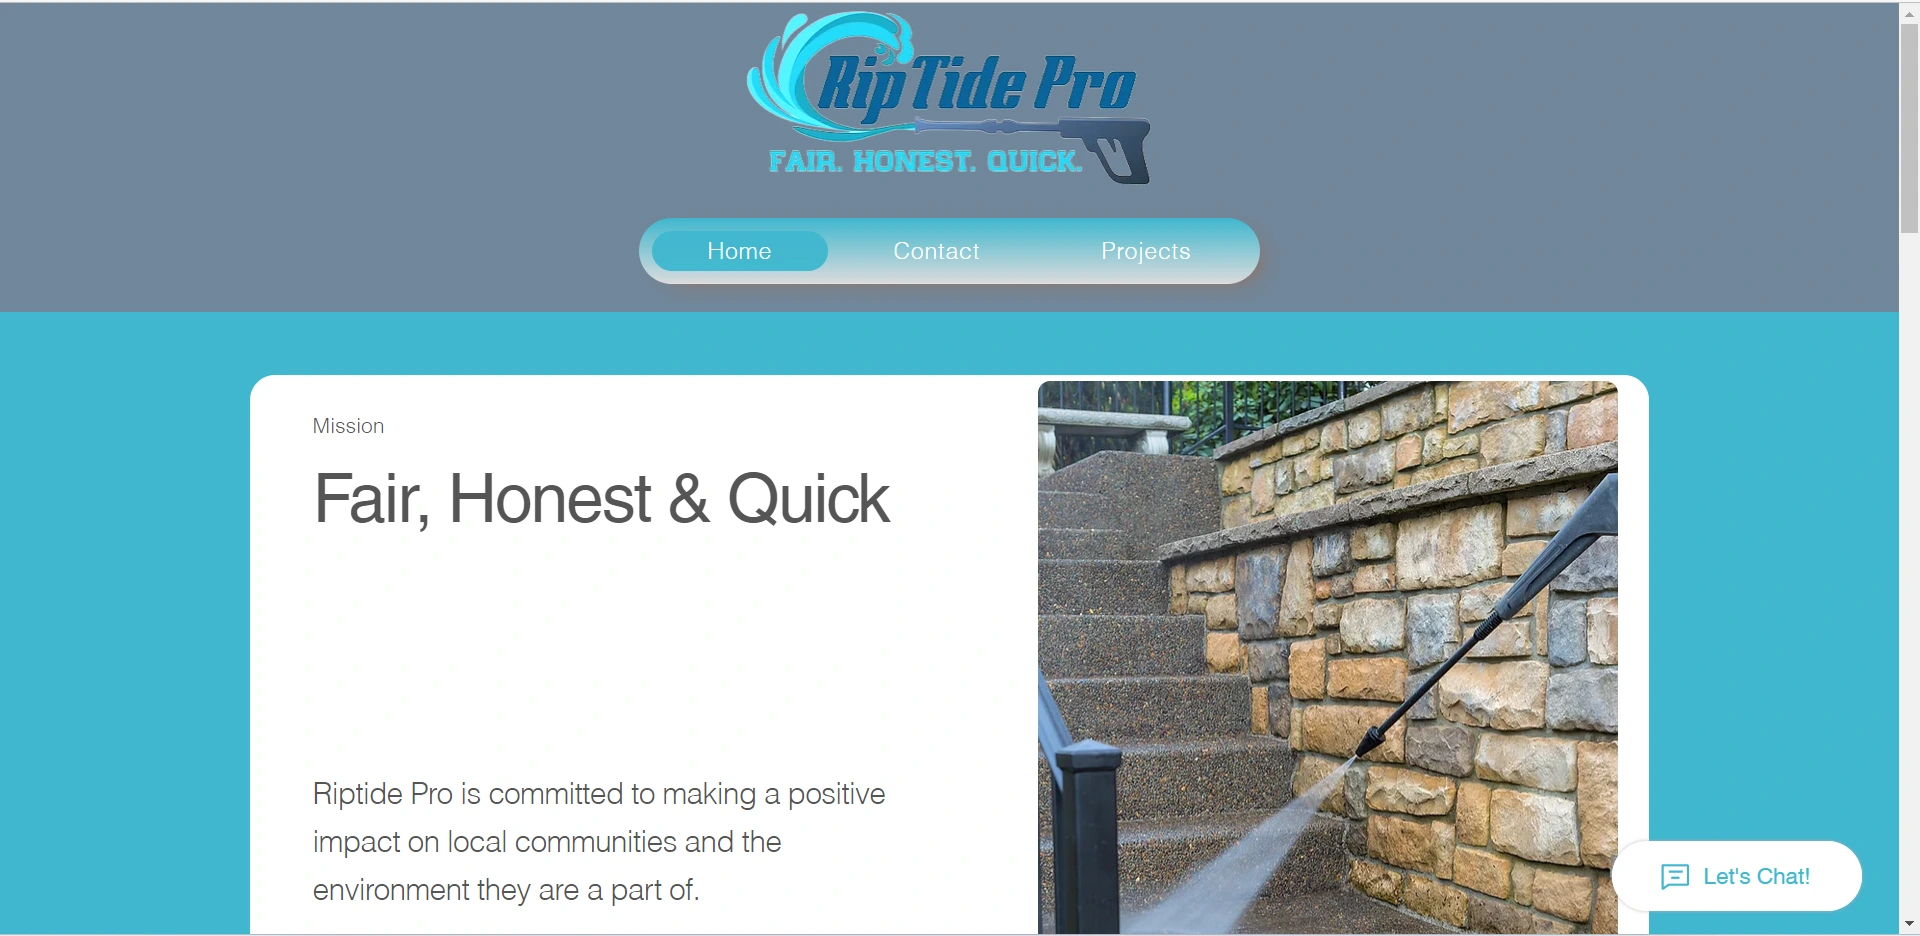 RipTide Pro
FAIR. HONEST. QUICK.
Home
Contact
Projects
Mission
Fair, Honest & Quick
Riptide Pro is committed to making a positive
impact on local communities and the
environment they are a part of.
Let's Chat!